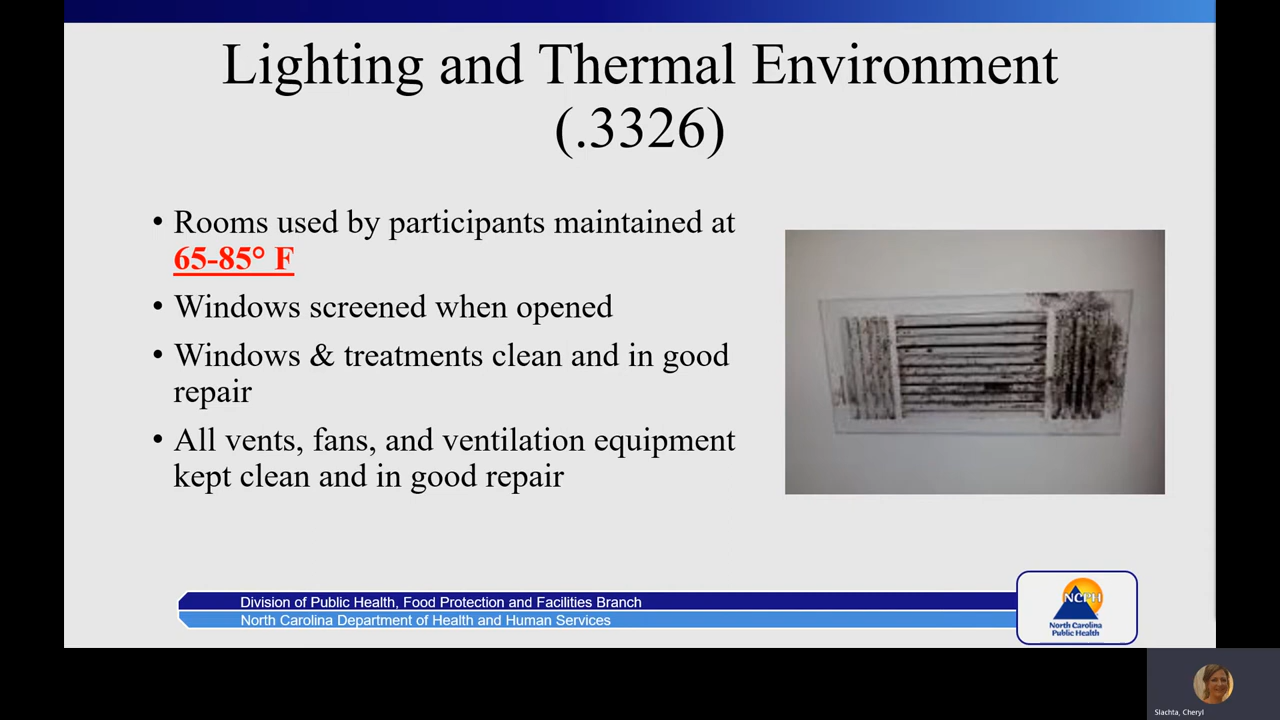 Lighting and Thermal Environment
(.3326)
• Rooms used by participants maintained at
65-85° F
• Windows screened when opened
• Windows & treatments clean and in good
repair
• All vents, fans, and ventilation equipment
kept clean and in good repair
Division of Public Health, Food Protection and Facilities Branch
North Carolina Department of Health and Human Services
NCPH
North Carolina
Public Health
Slachta, Cheryl